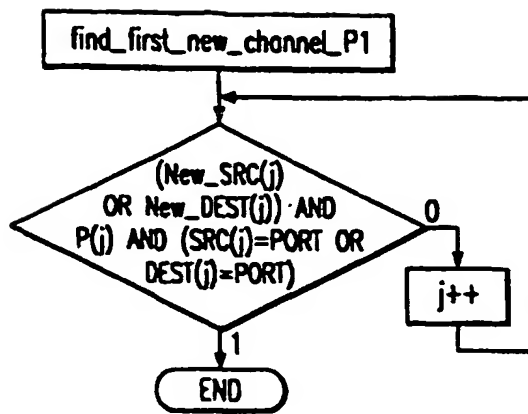 find_first_new_channel_P1
(New_SRC(j)
OR New_DEST(j)) AND
P(j) AND (SRC(j)=PORT OR
DEST(j)=PORT)
0
j++
1
END